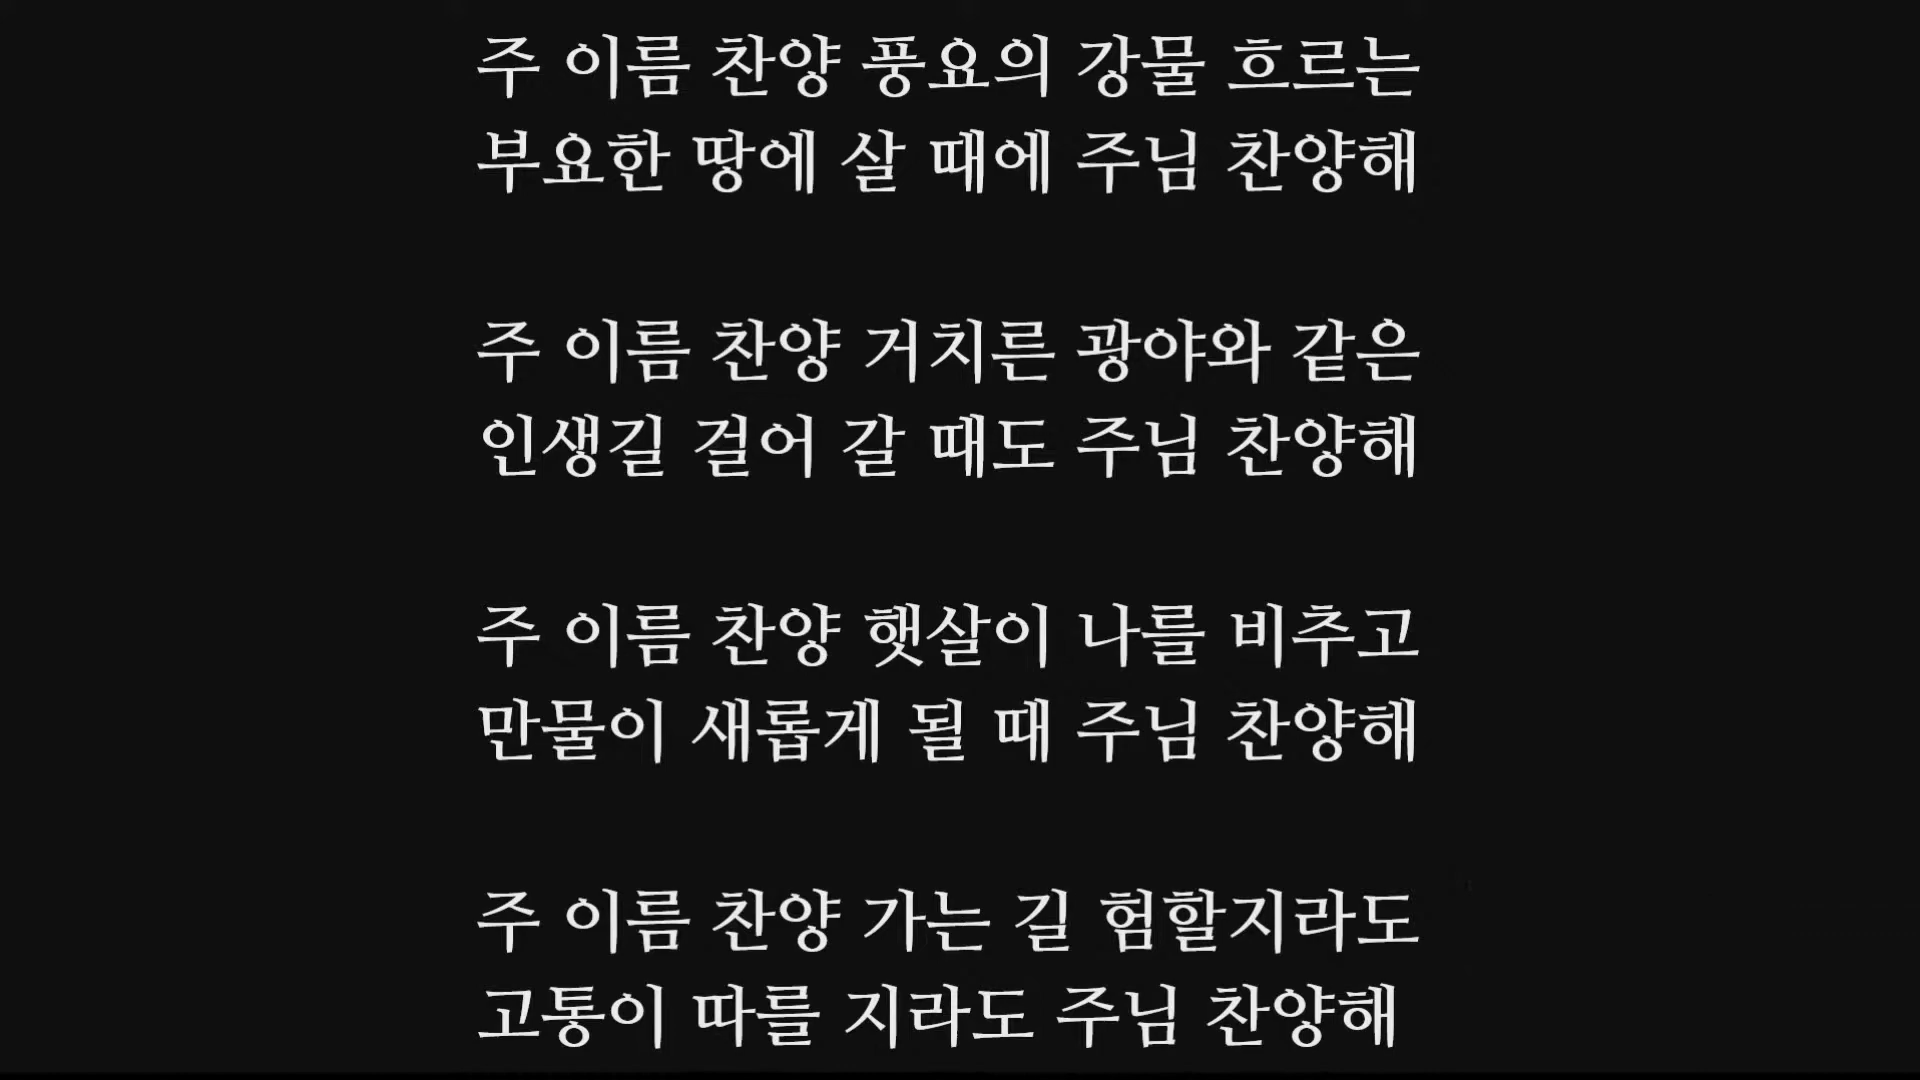 주 이름 찬양 풍요의 강물 흐르는
부요한 땅에 살 때에 주님 찬양해
주 이름 찬양 거치른 광야와 같은
인생길 걸어 갈 때도 주님 찬양해
주 이름 찬양 햇살이 나를 비추고
만물이 새롭게 될 때 주님 찬양해
주 이름 찬양 가는 길 험할지라도
고통이 따를 지라도 주님 찬양해